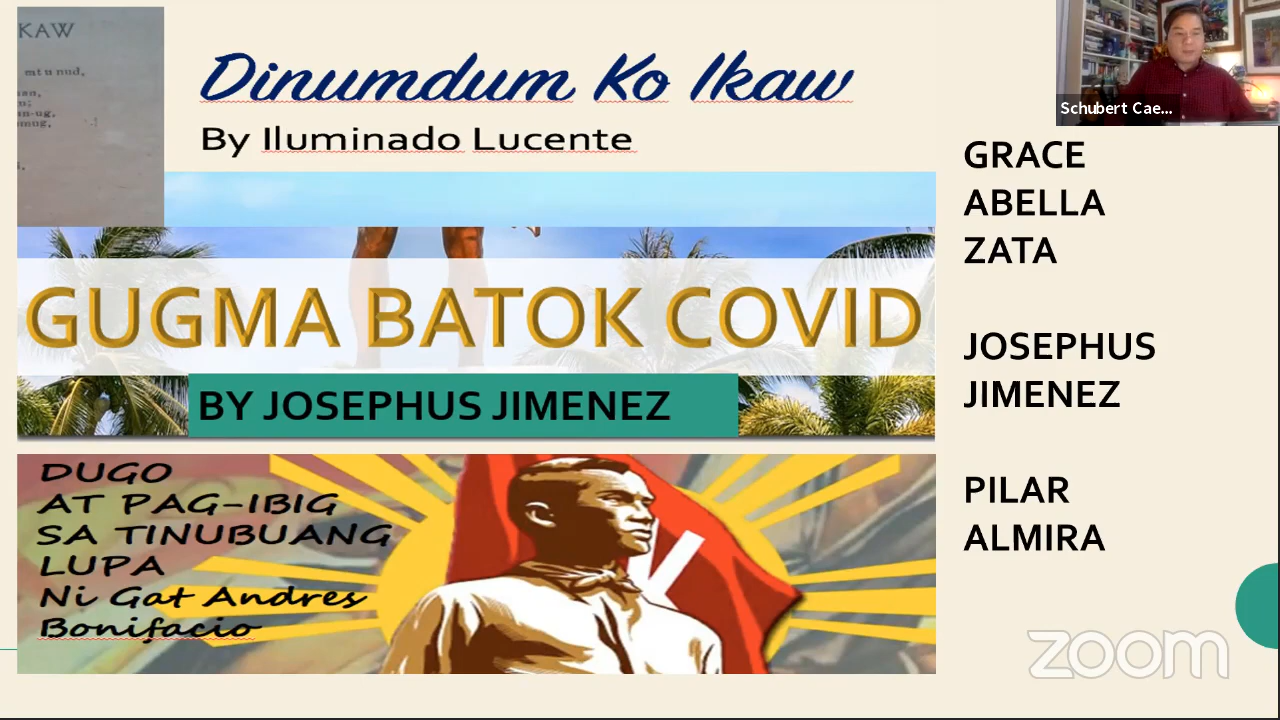 KAW
Dinumdum Ko Ikaw
By Iluminado Lucente
GUGMA BATOK COVID
BY JOSEPHUS JIMENEZ
DUGO
AT PAG-IBIG
SA TINUBUANG
LUPA
Ni Gat Andres
Bonifacio
Schubert Cae...
GRACE
ABELLA
ZATA
JOSEPHUS
JIMENEZ
PILAR
ALMIRA
zoom